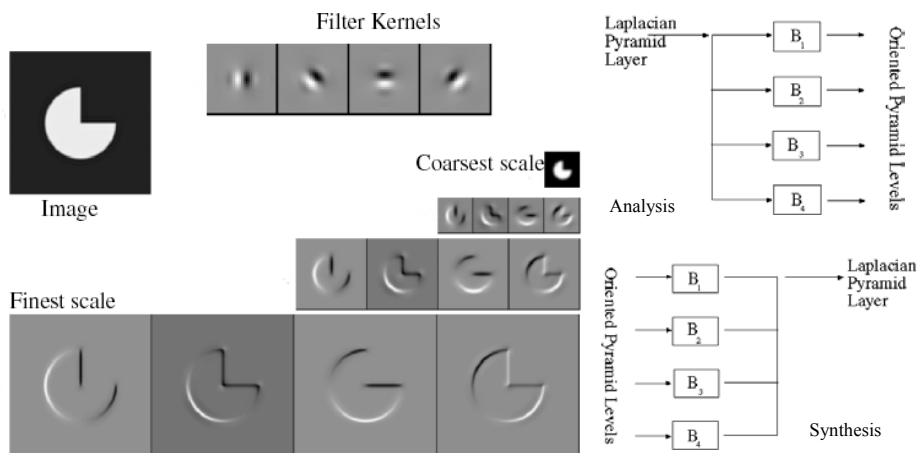 Filter Kernels
Image
Coarsest scale
Finest scale
Laplacian
Pyramid
Layer
B1
B2
B3
B4
Oriented Pyramid Levels
Analysis
Oriented Pyramid Levels
B1
B2
B3
B4
Laplacian
Pyramid
Layer
Synthesis